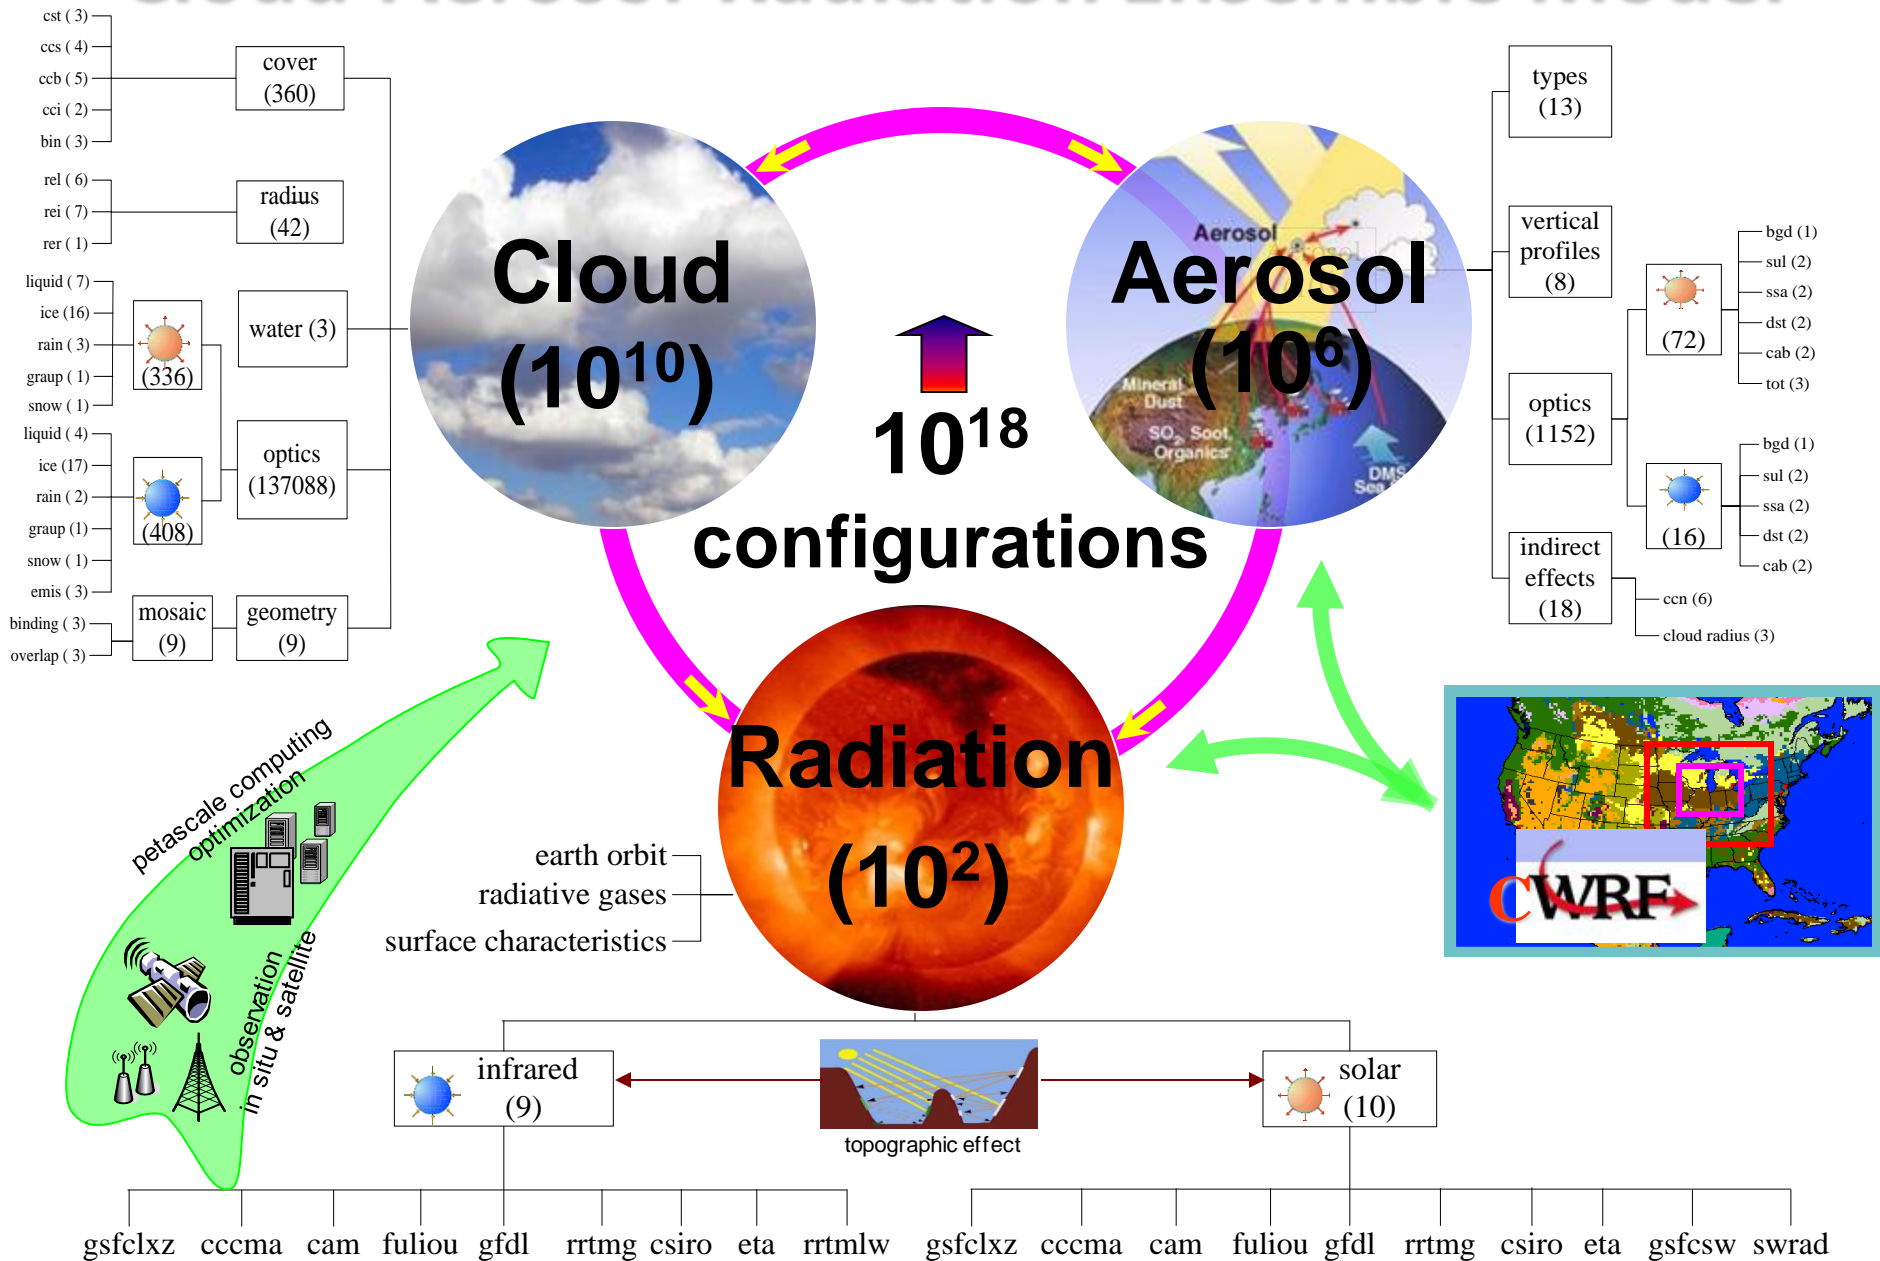 Cloud-Aerosol-Radiation Ensemble Model
cst ( 3)
ccs ( 4)
ccb ( 5)
cci ( 2)
bin ( 3)
cover
(360)
rel ( 6)
rei ( 7)
rer ( 1)
radius
(42)
liquid ( 7)
ice (16)
rain ( 3)
graup ( 1)
snow ( 1)
(336)
water (3)
liquid ( 4)
ice (17)
rain ( 2)
graup (1)
snow ( 1)
emis ( 3)
(408)
optics
(137088)
binding ( 3)
overlap ( 3)
mosaic
(9)
geometry
(9)
Cloud
(10¹⁰)
Aerosol
Aerosol
(10⁶)
Mineral
Dust
SO₂, Soot,
Organics
DMS
Sea
10¹⁸
configurations
types
(13)
vertical
profiles
(8)
optics
(1152)
indirect
effects
(18)
(72)
bgd (1)
sul (2)
ssa (2)
dst (2)
cab (2)
tot (3)
(16)
bgd (1)
sul (2)
ssa (2)
dst (2)
cab (2)
ccn (6)
cloud radius (3)
Radiation
(10²)
earth orbit
radiative gases
surface characteristics
petascale computing
optimization
observation
in situ & satellite
CWRF
infrared
(9)
topographic effect
solar
(10)
gsfclxz cccma cam fuliou gfdl rrtmg csiro eta rrtmlw gsfclxz cccma cam fuliou gfdl rrtmg csiro eta gsfcsw swrad